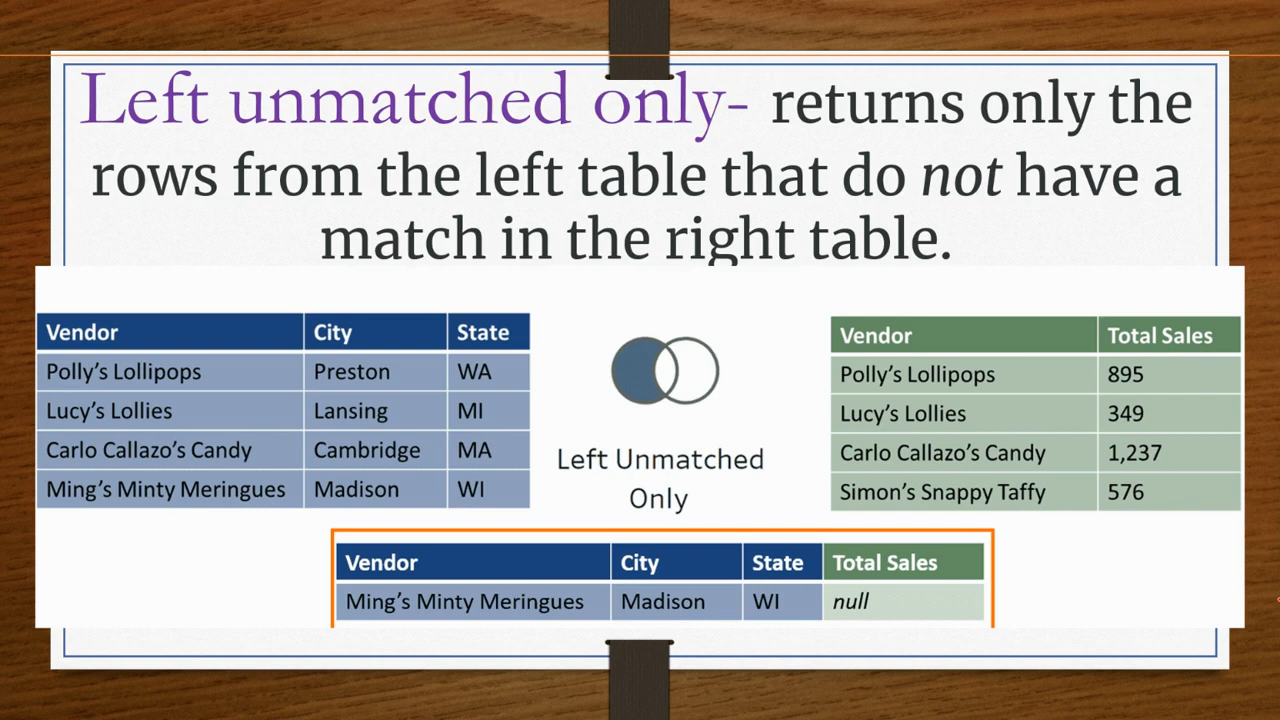 Left unmatched only- returns only the
rows from the left table that do not have a
match in the right table.
Vendor City State
Polly's Lollipops Preston WA
Lucy's Lollies Lansing MI
Carlo Callazo's Candy Cambridge MA
Ming's Minty Meringues Madison WI
Left Unmatched
Only
Vendor Total Sales
Polly's Lollipops 895
Lucy's Lollies 349
Carlo Callazo's Candy 1,237
Simon's Snappy Taffy 576
Vendor City State Total Sales
Ming's Minty Meringues Madison WI null